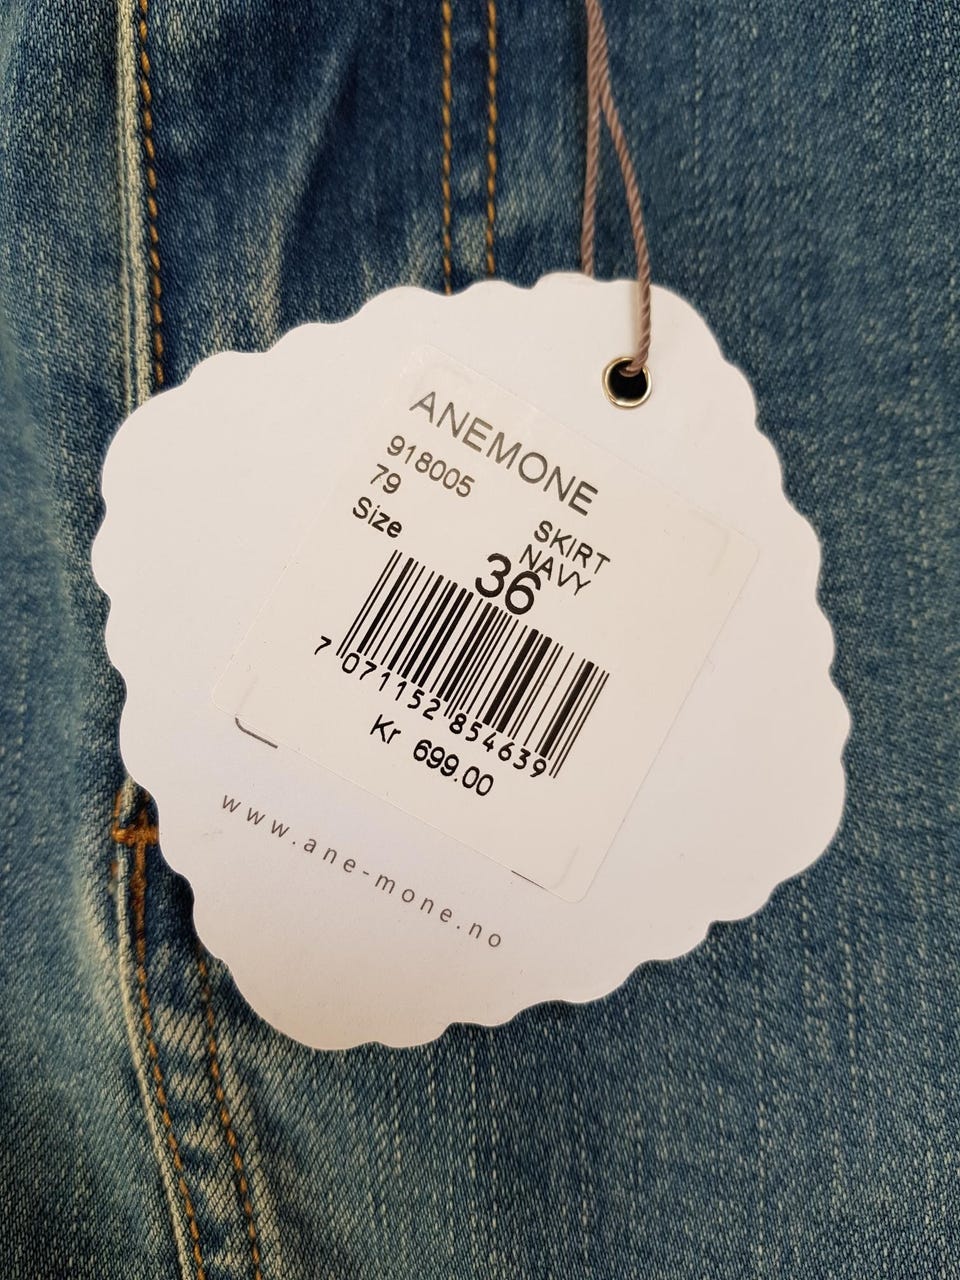 ANEMONE
918005
79 SKIRT
Size NAVY
36
7 071152 854639
Kr 699.00
www.ane-mone.no